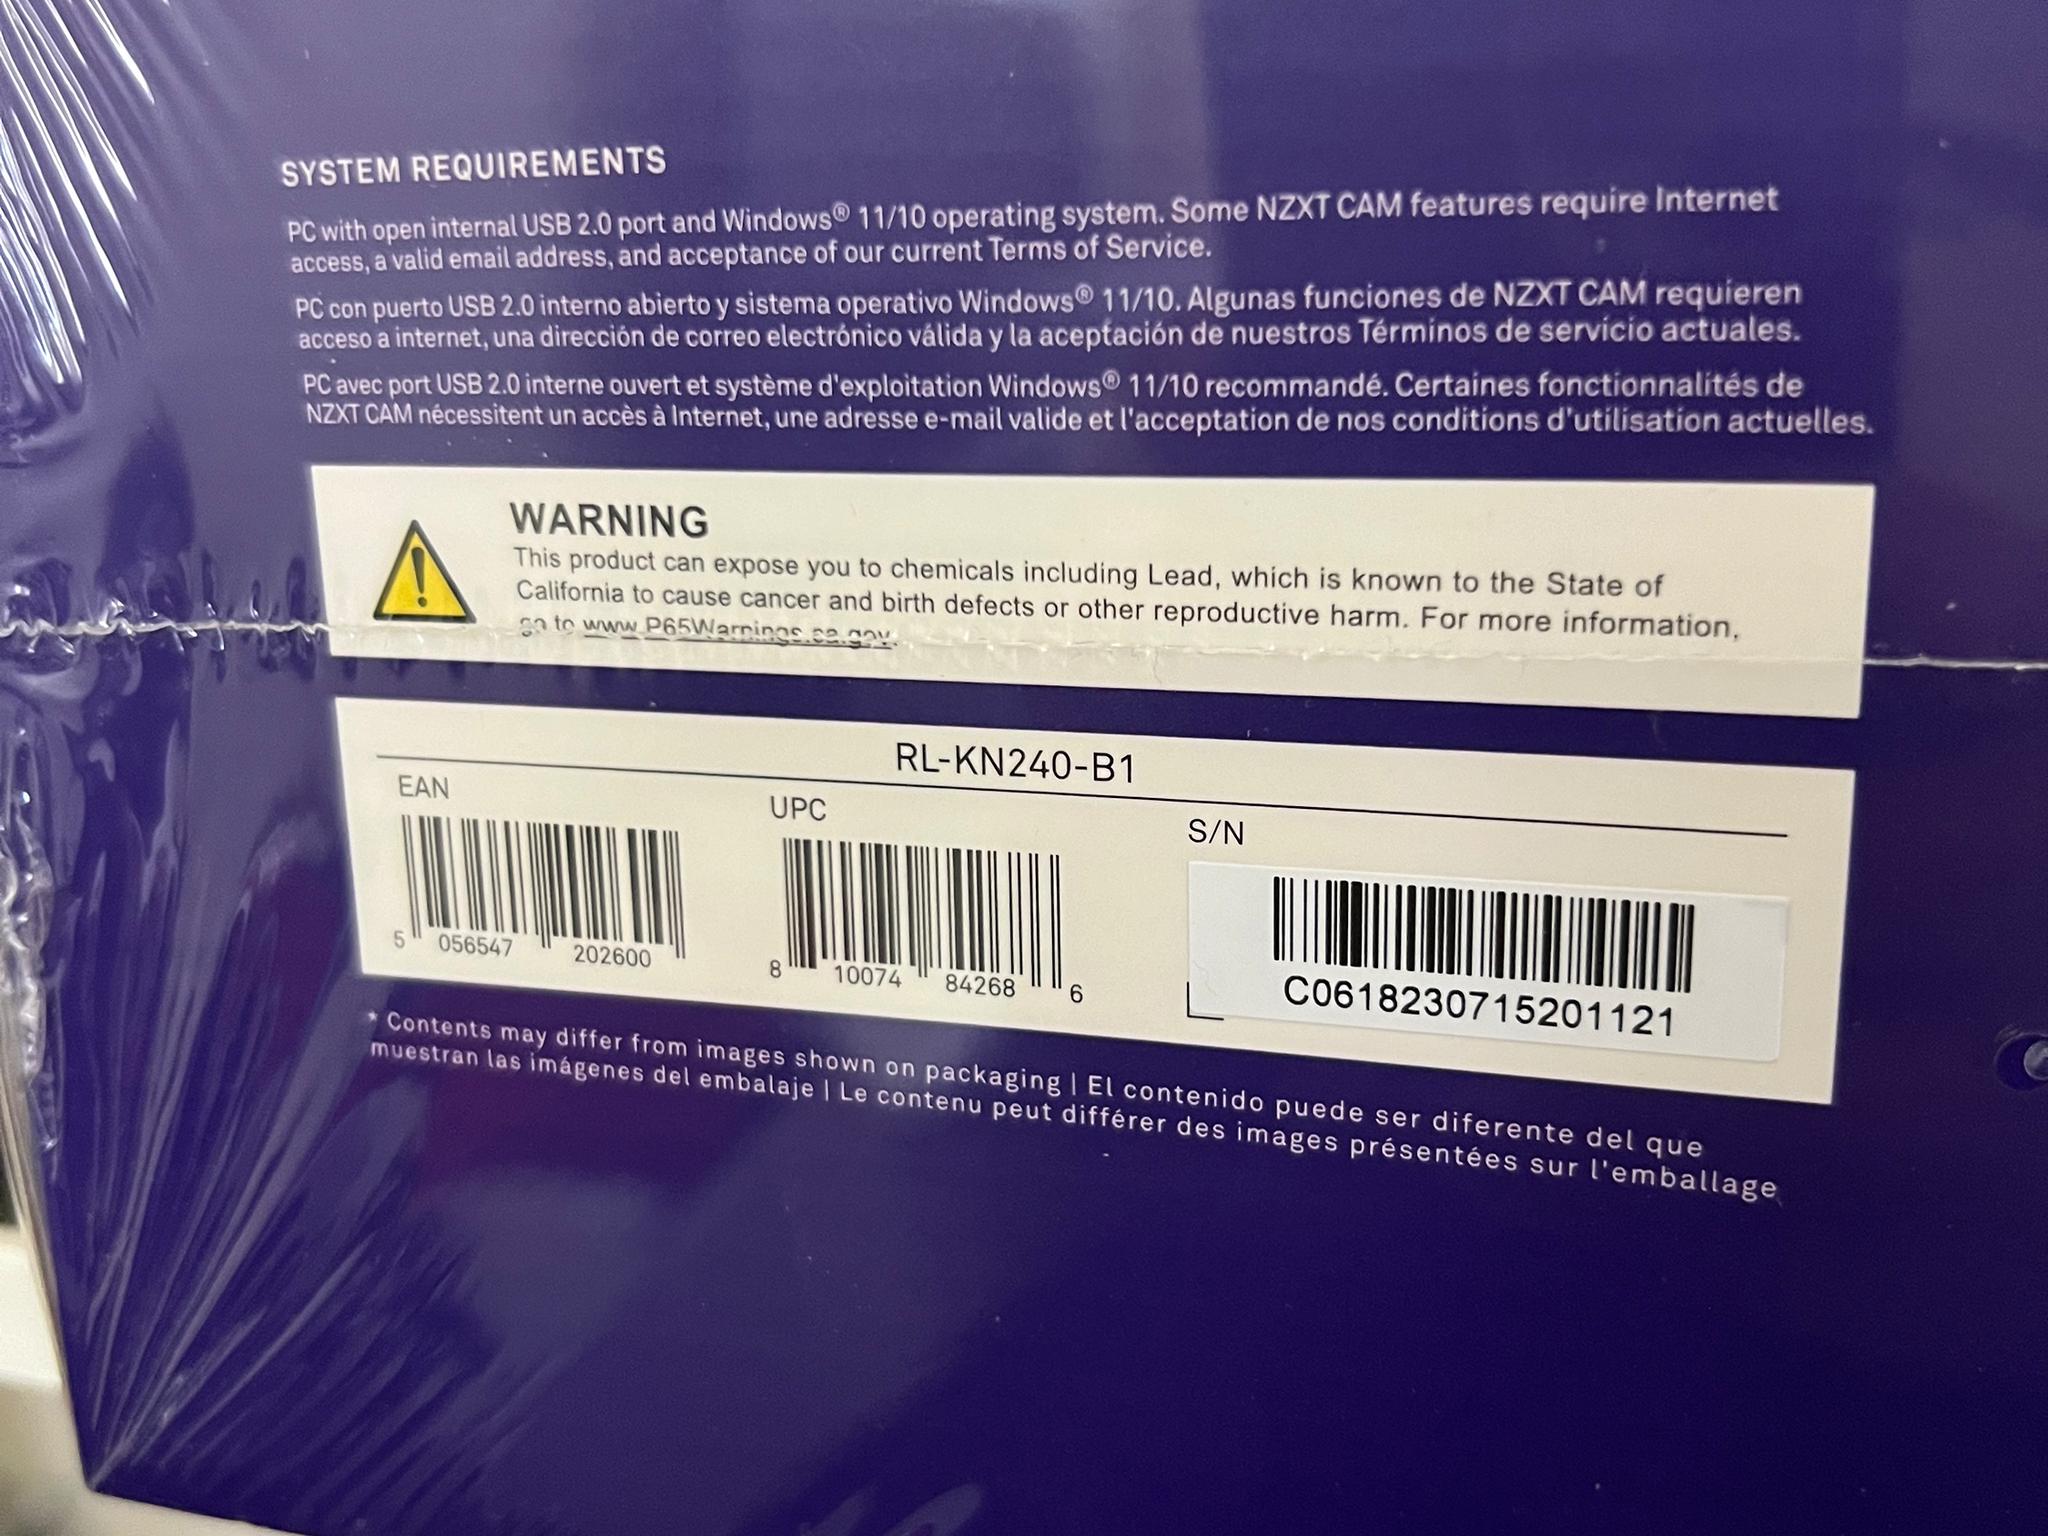 SYSTEM REQUIREMENTS
PC with open internal USB 2.0 port and Windows® 11/10 operating system. Some NZXT CAM features require Internet
access, a valid email address, and acceptance of our current Terms of Service.
PC con puerto USB 2.0 interno abierto y sistema operativo Windows® 11/10. Algunas funciones de NZXT CAM requieren
acceso a internet, una dirección de correo electrónico válida y la aceptación de nuestros Términos de servicio actuales.
PC avec port USB 2.0 interne ouvert et système d'exploitation Windows® 11/10 recommandé. Certaines fonctionnalités de
NZXT CAM nécessitent un accès à Internet, une adresse e-mail valide et l'acceptation de nos conditions d'utilisation actuelles.
WARNING
This product can expose you to chemicals including Lead, which is known to the State of
California to cause cancer and birth defects or other reproductive harm. For more information,
go to www.P65Warnings.ca.gov.
RL-KN240-B1
EAN
5 056547 202600
UPC
8 10074 84268 6
S/N
C0618230715201121
* Contents may differ from images shown on packaging | El contenido puede ser diferente del que
muestran las imágenes del embalaje | Le contenu peut différer des images présentées sur l'emballage